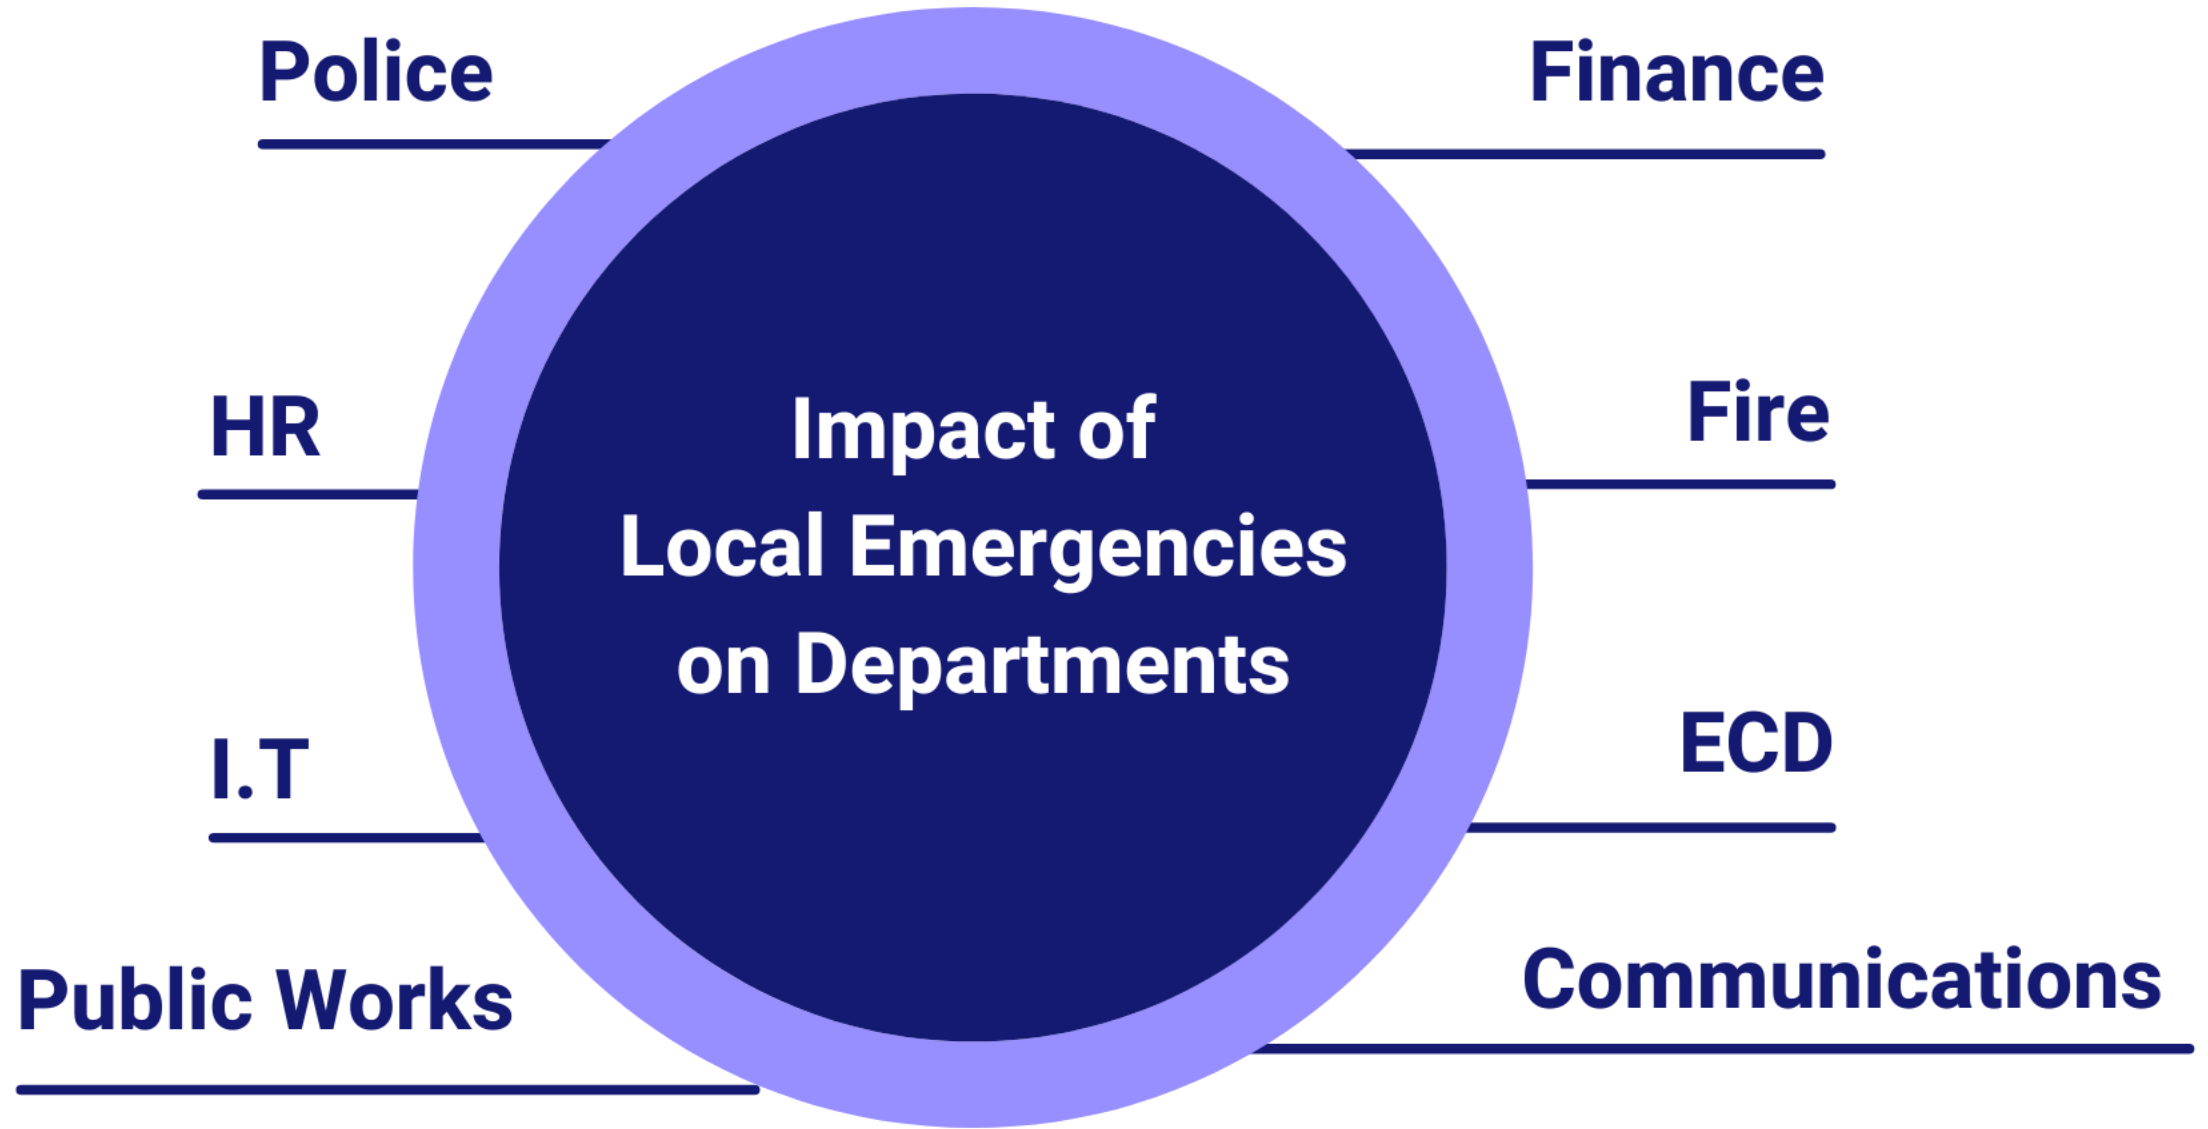 Police
Finance
HR
Fire
Impact of
Local Emergencies
on Departments
I.T
ECD
Public Works
Communications